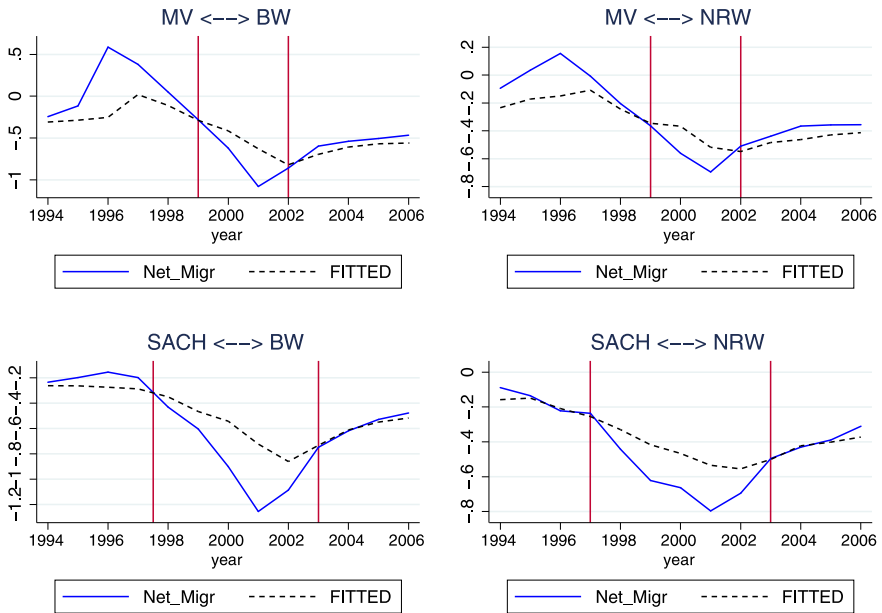 MV <--> BW
.5
0
-.5
-1
1994 1996 1998 2000 2002 2004 2006
year
Net_Migr FITTED
MV <--> NRW
.2
0
-.2
-.4
-.6
-.8
1994 1996 1998 2000 2002 2004 2006
year
Net_Migr FITTED
SACH <--> BW
-.2
-.4
-.6
-.8
-1
-1.2
1994 1996 1998 2000 2002 2004 2006
year
Net_Migr FITTED
SACH <--> NRW
0
-.2
-.4
-.6
-.8
1994 1996 1998 2000 2002 2004 2006
year
Net_Migr FITTED